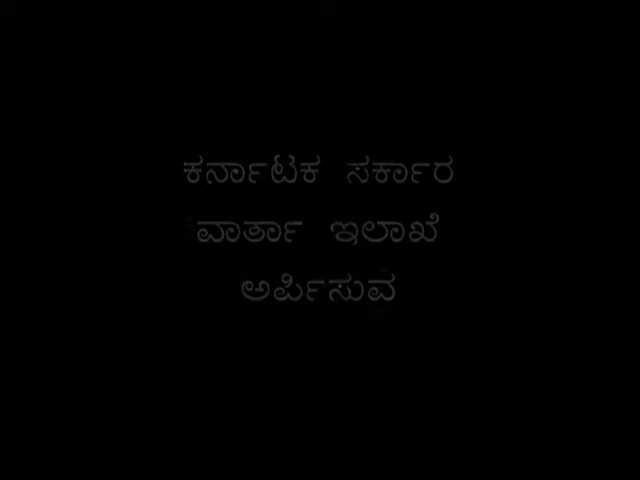 ಕರ್ನಾಟಕ ಸರ್ಕಾರ
ವಾರ್ತಾ ಇಲಾಖೆ
ಅರ್ಪಿಸುವ